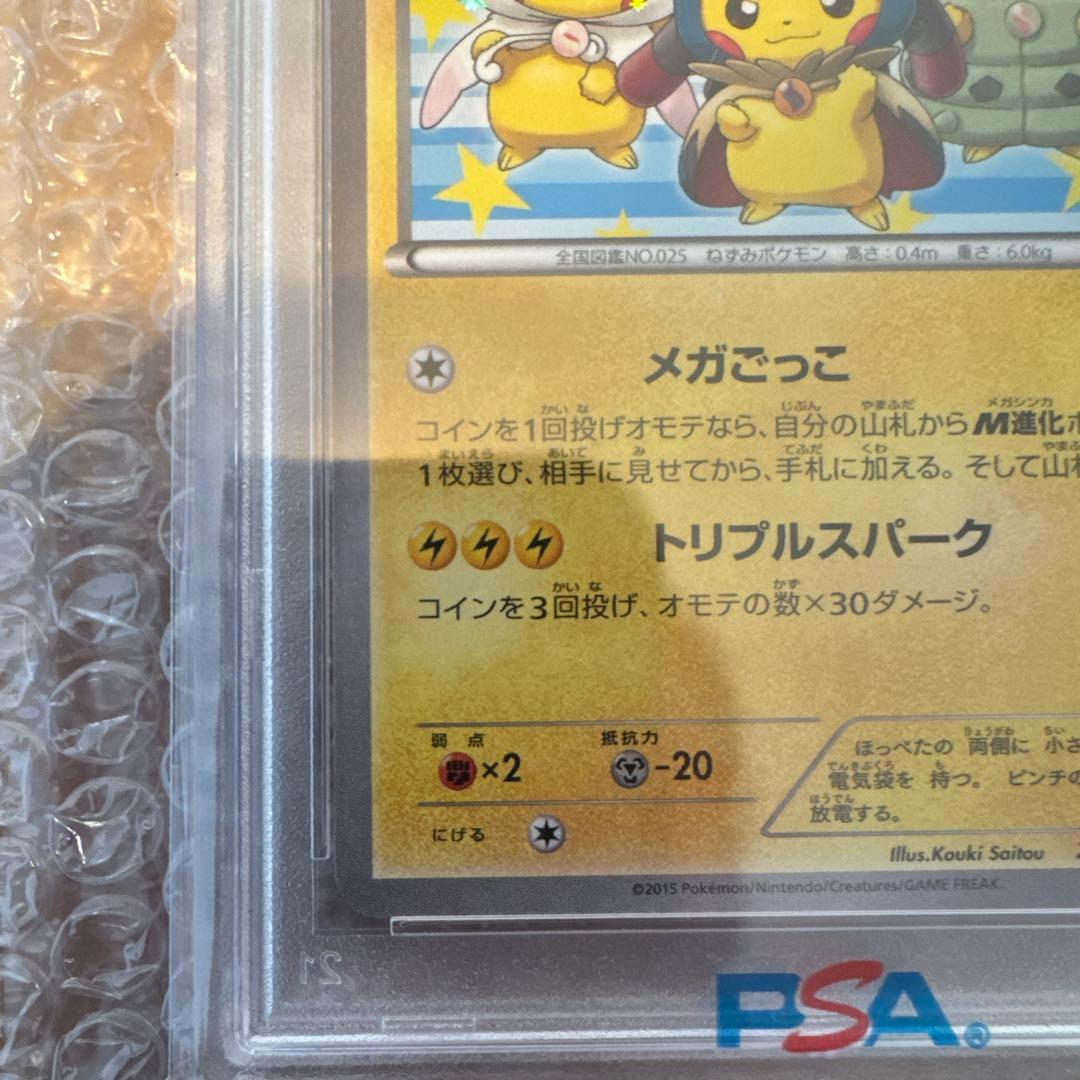 全国図鑑NO.025 ねずみポケモン 高さ:0.4m 重さ:6.0kg
メガごっこ
コインを1回投げオモテなら、自分の山札からM進化ポ
1枚選び、相手に見せてから、手札に加える。そして山札
トリプルスパーク
コインを3回投げ、オモテの数×30ダメージ。
弱点 抵抗力
×2 -20
にげる
ほっぺたの 両側に 小さ
電気袋を 持つ。 ピンチの
放電する。
Illus.Kouki Saitou
©2015 Pokémon/Nintendo/Creatures/GAME FREAK.
21
PSA®